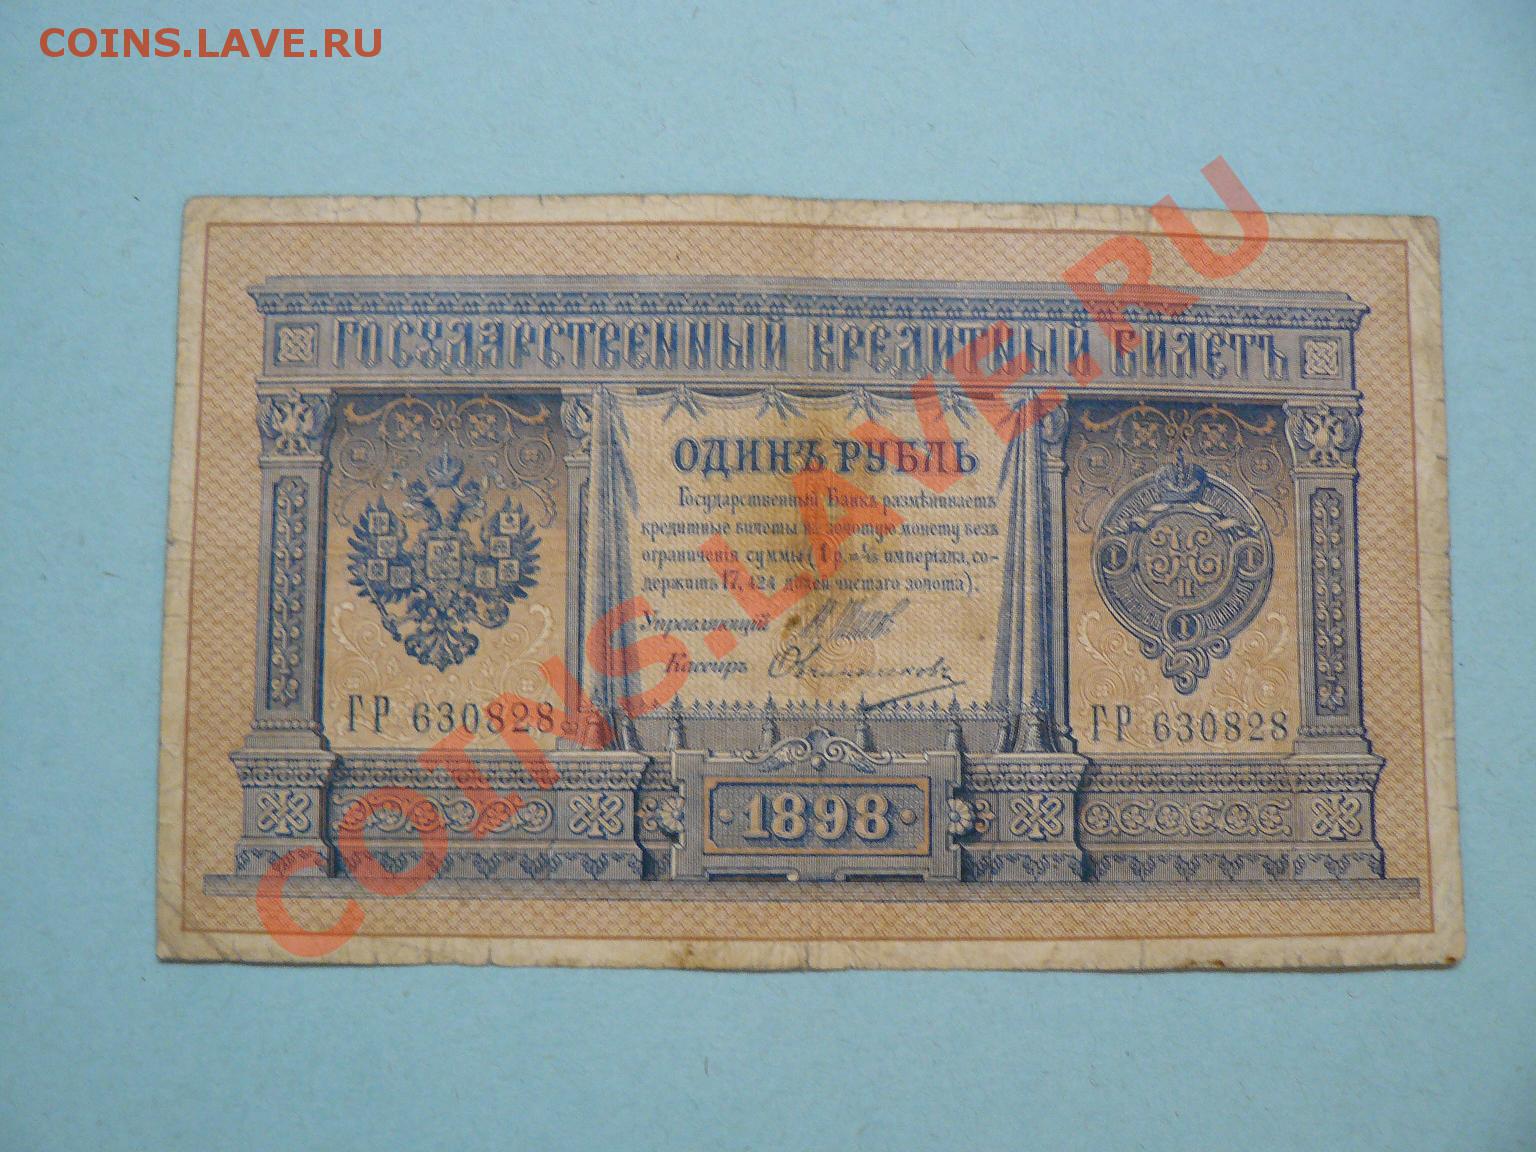 COINS.LAVE.RU
ГОСУДАРСТВЕННЫЙ КРЕДИТНЫЙ БИЛЕТЪ
ОДИНЪ РУБЛЬ
Государственный Банкъ размѣниваетъ
кредитные билеты на золотую монету безъ
ограниченія суммы (1 р. = 1/15 имперіала, со-
держитъ 17,424 долей чистаго золота).
Управляющій
Кассиръ Овчинниковъ
ГР 630828
ГР 630828
1898
COINS.LAVE.RU